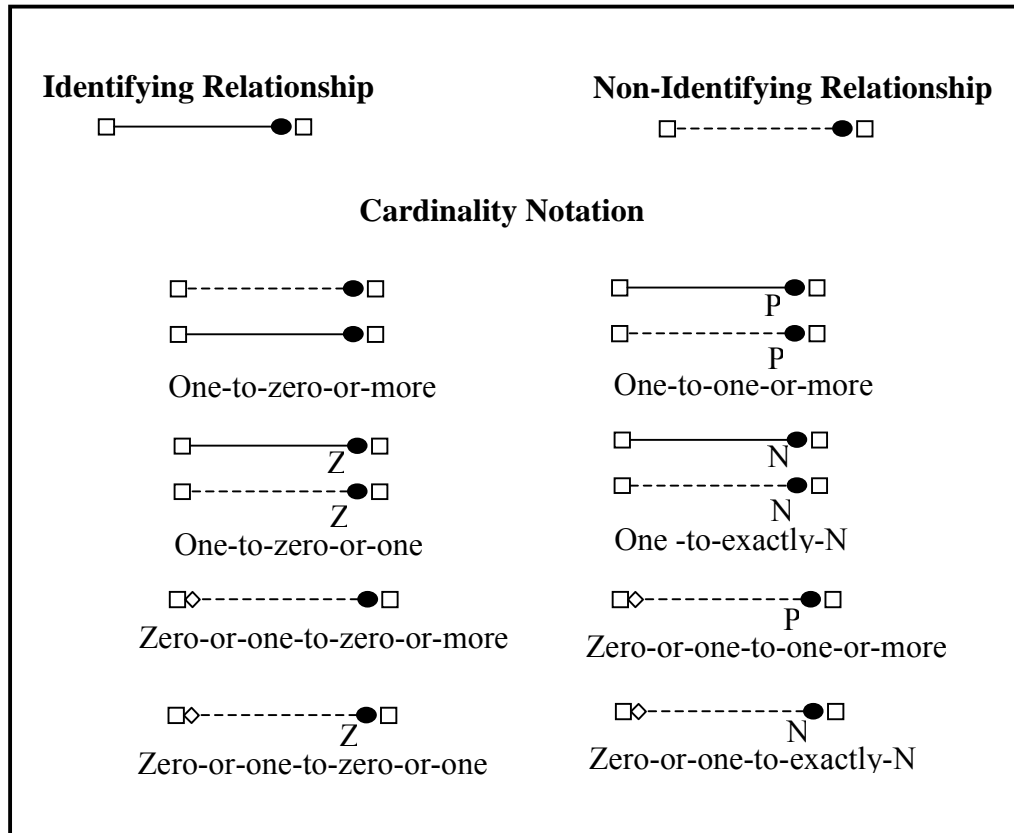 Identifying Relationship
Non-Identifying Relationship
Cardinality Notation
P
P
One-to-zero-or-more
One-to-one-or-more
Z
N
Z
N
One-to-zero-or-one
One -to-exactly-N
P
Zero-or-one-to-zero-or-more
Zero-or-one-to-one-or-more
Z
N
Zero-or-one-to-zero-or-one
Zero-or-one-to-exactly-N